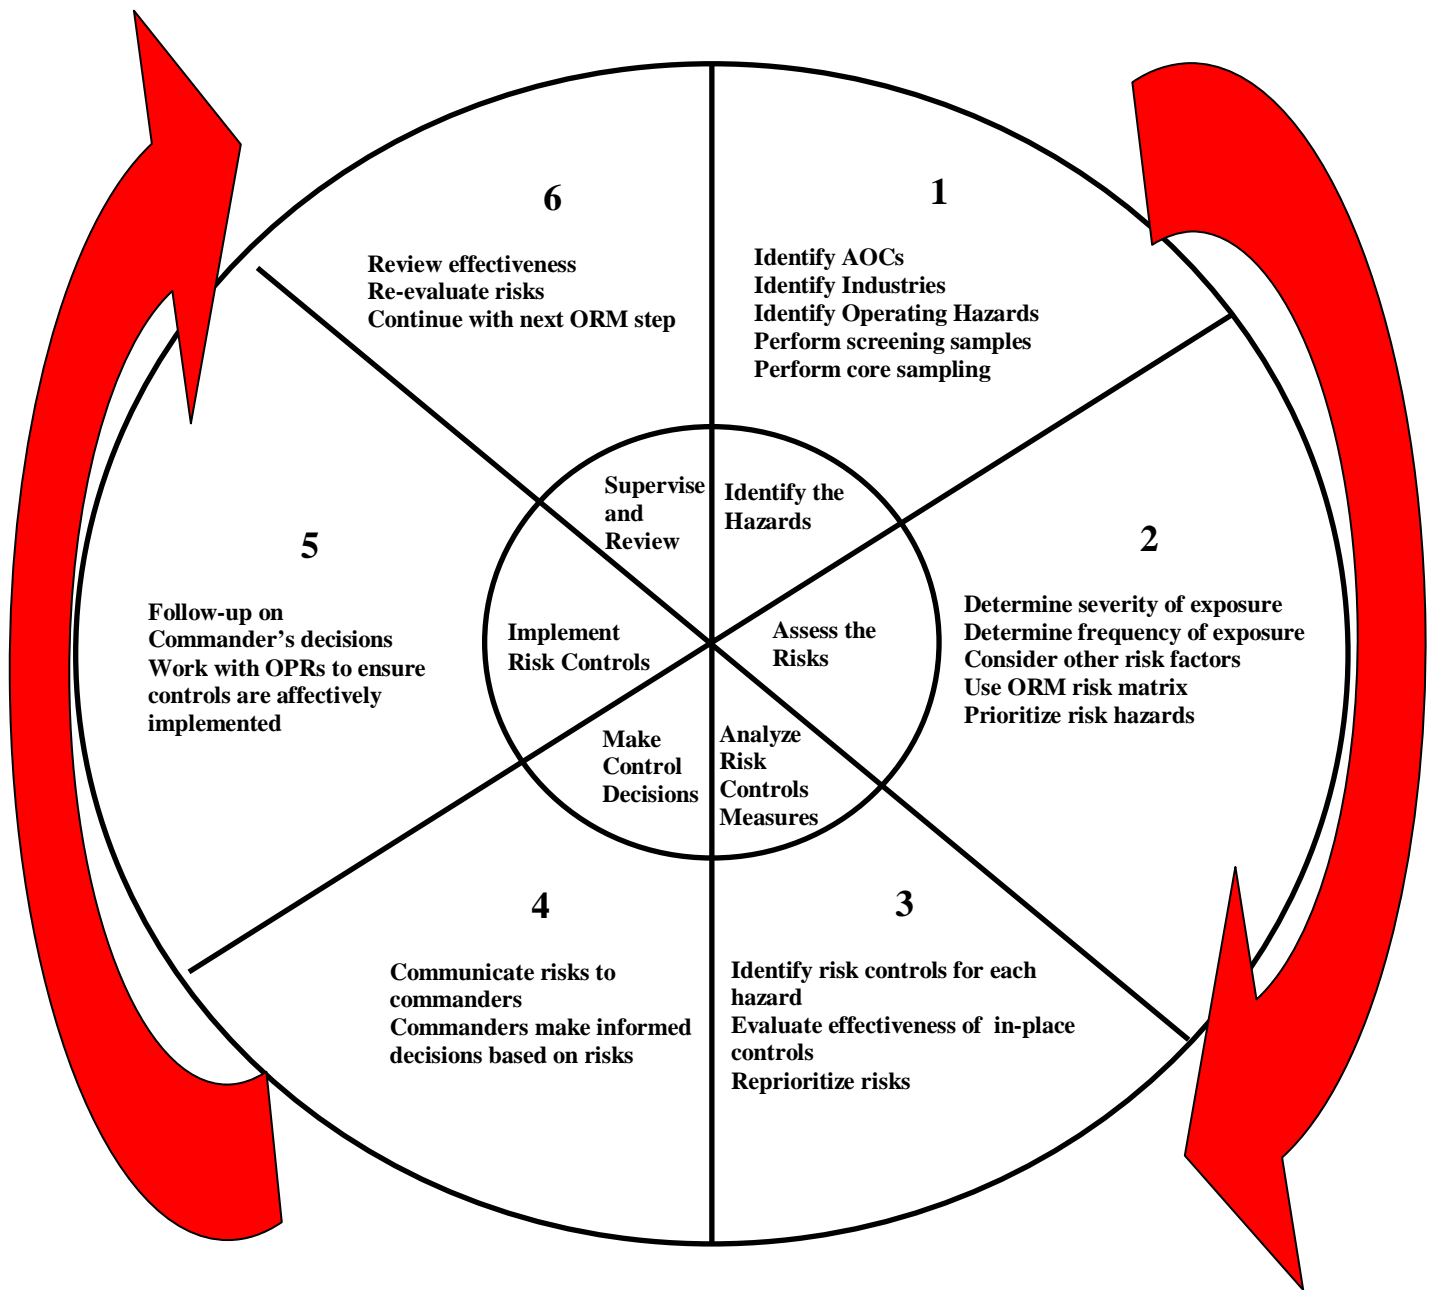 6
Review effectiveness
Re-evaluate risks
Continue with next ORM step
1
Identify AOCs
Identify Industries
Identify Operating Hazards
Perform screening samples
Perform core sampling
Supervise
and
Review
Identify the
Hazards
5
Follow-up on
Commander’s decisions
Work with OPRs to ensure
controls are affectively
implemented
Implement
Risk Controls
Assess the
Risks
2
Determine severity of exposure
Determine frequency of exposure
Consider other risk factors
Use ORM risk matrix
Prioritize risk hazards
Make
Control
Decisions
Analyze
Risk
Controls
Measures
4
Communicate risks to
commanders
Commanders make informed
decisions based on risks
3
Identify risk controls for each
hazard
Evaluate effectiveness of  in-place
controls
Reprioritize risks